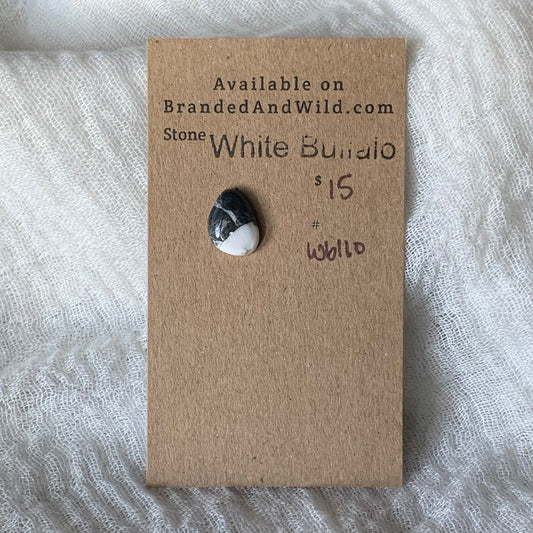 Available on
BrandedAndWild.com
Stone White Buffalo
$ 15
#
Wb110